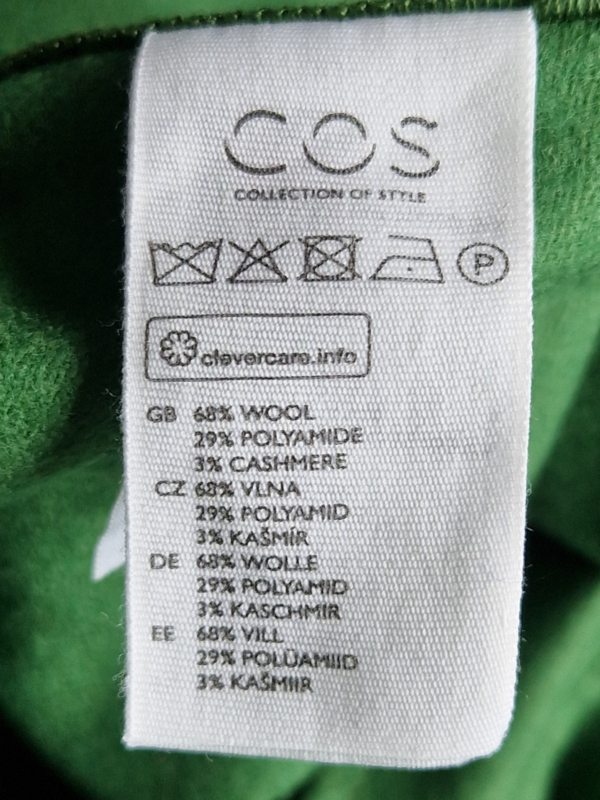 COS
COLLECTION OF STYLE
P
clevercare.info
GB 68% WOOL
29% POLYAMIDE
3% CASHMERE
CZ 68% VLNA
29% POLYAMID
3% KAŠMÍR
DE 68% WOLLE
29% POLYAMID
3% KASCHMIR
EE 68% VILL
29% POLÜAMIID
3% KAŠMIIR